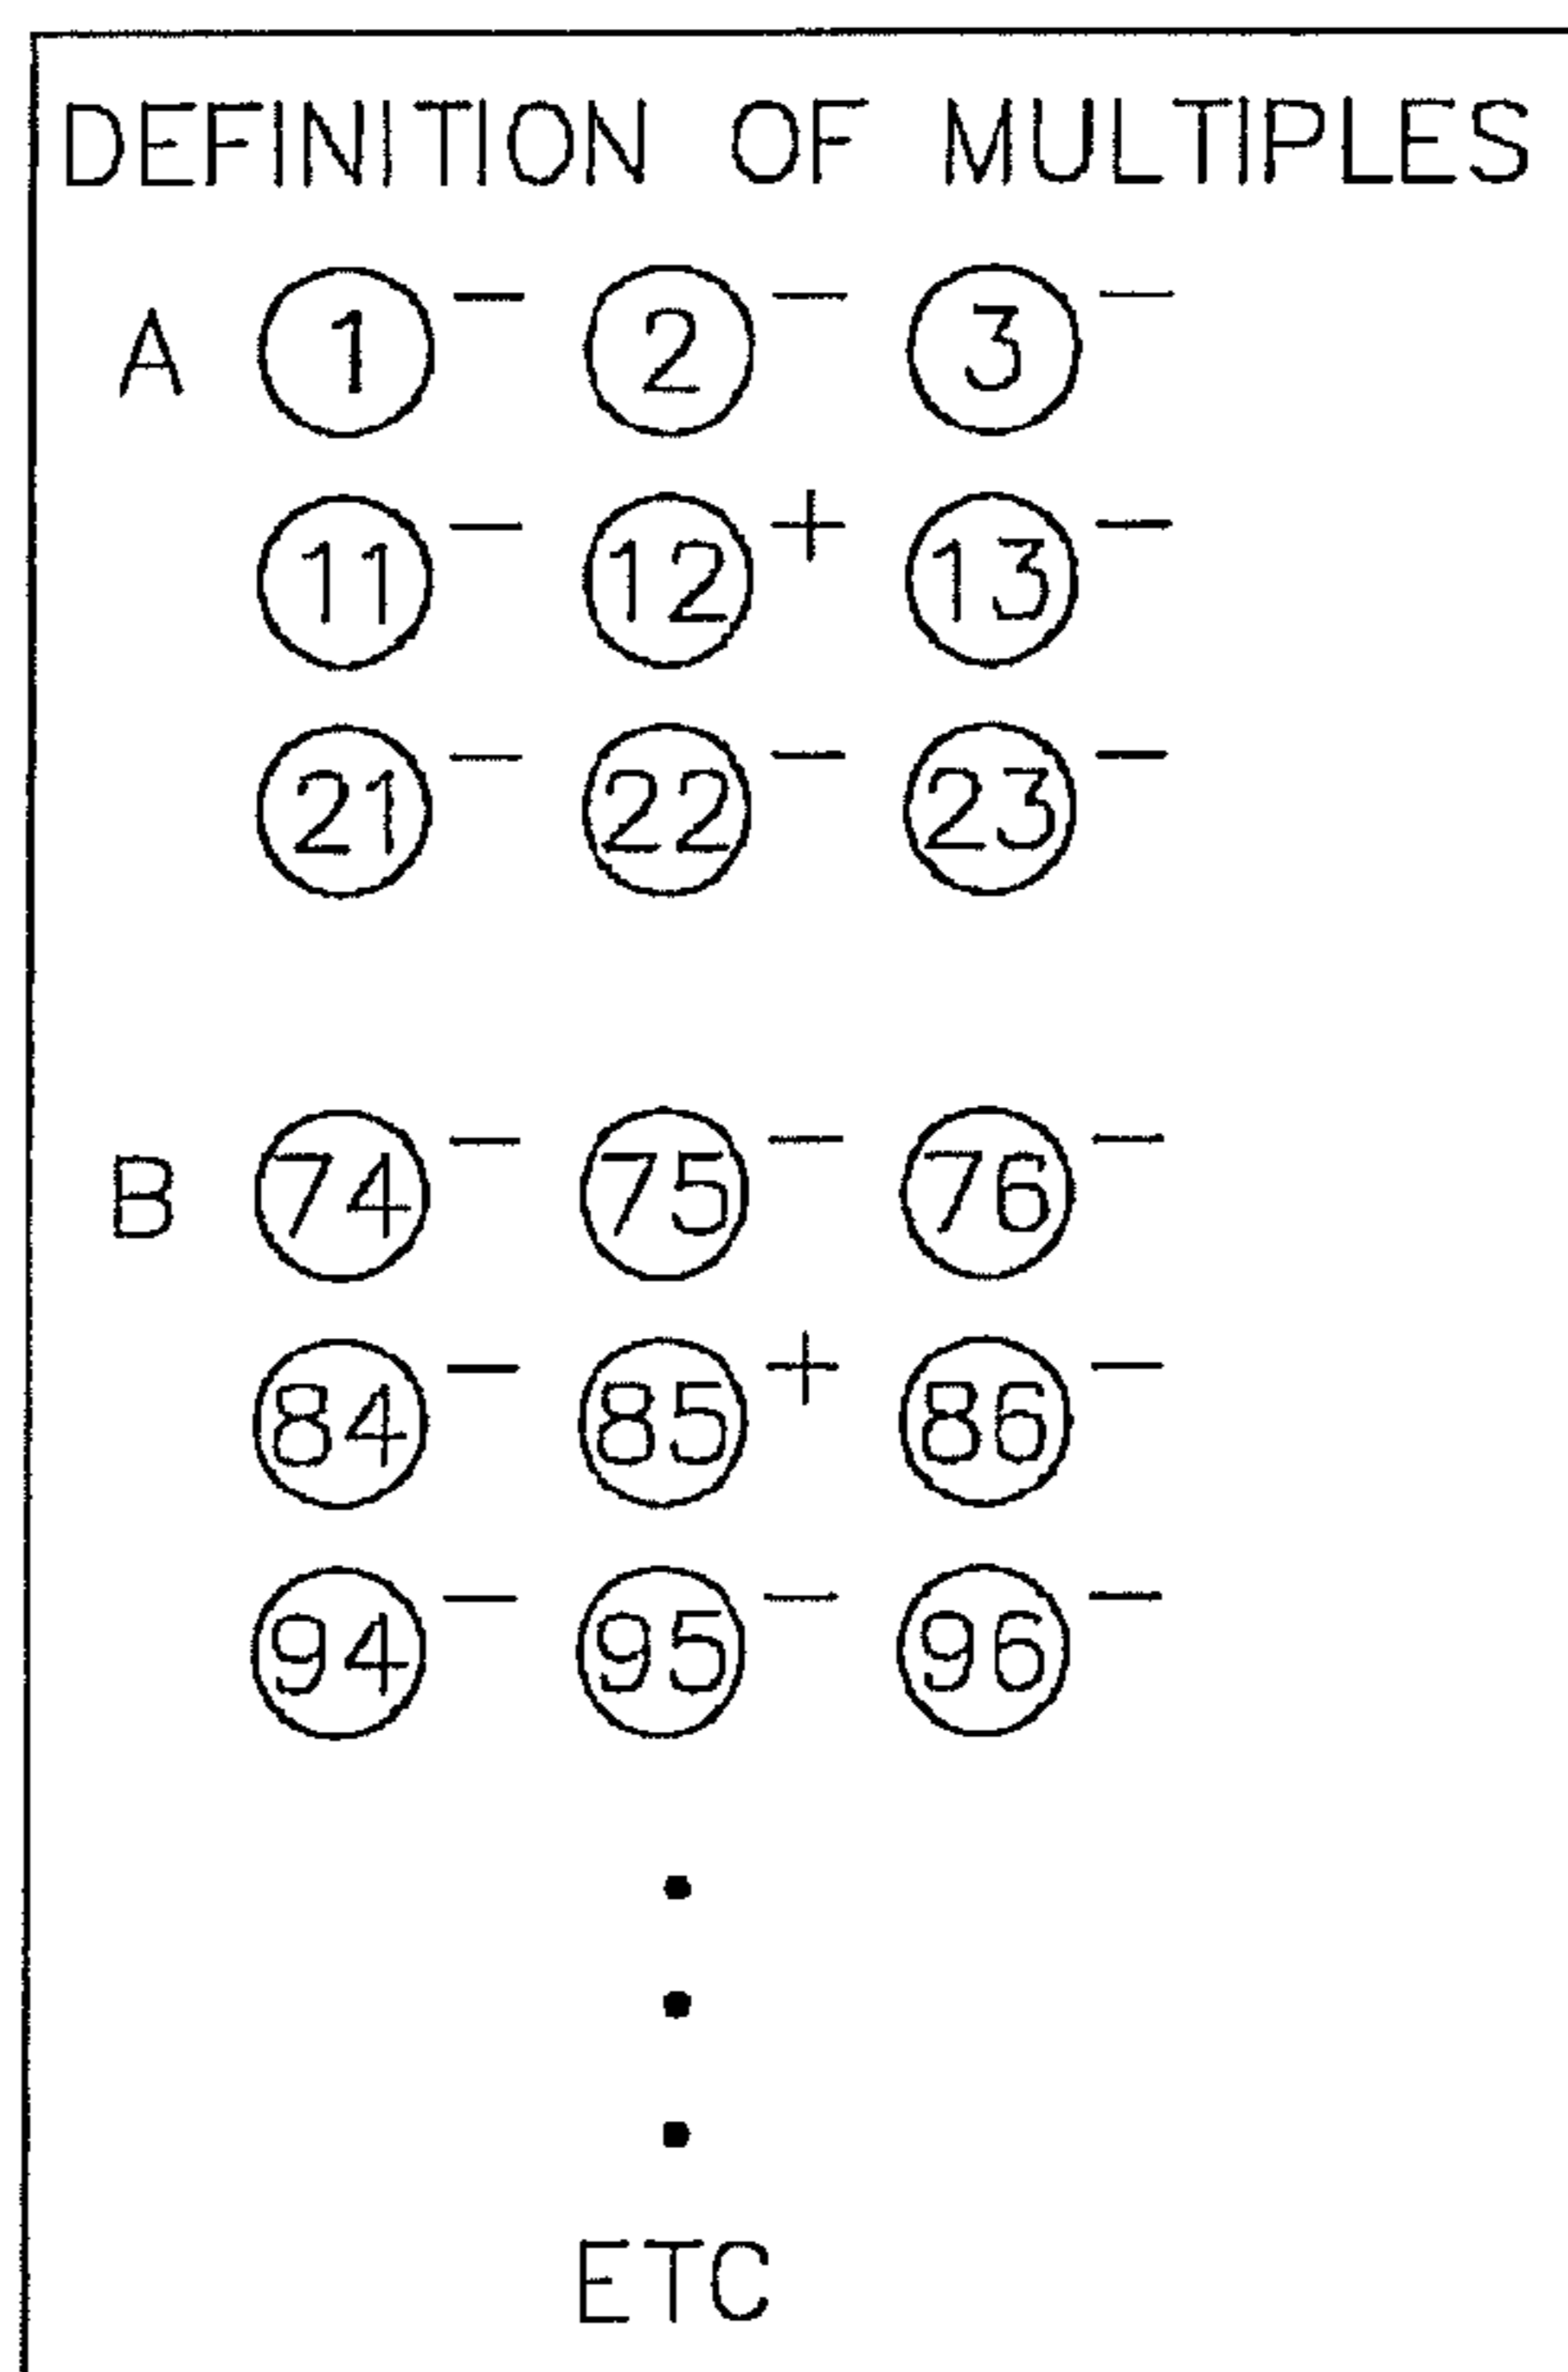 DEFINITION OF MULTIPLES
A 1 − 2 − 3 −
11 − 12 + 13 −
21 − 22 − 23 −
B 74 − 75 − 76 −
84 − 85 + 86 −
94 − 95 − 96 −
ETC